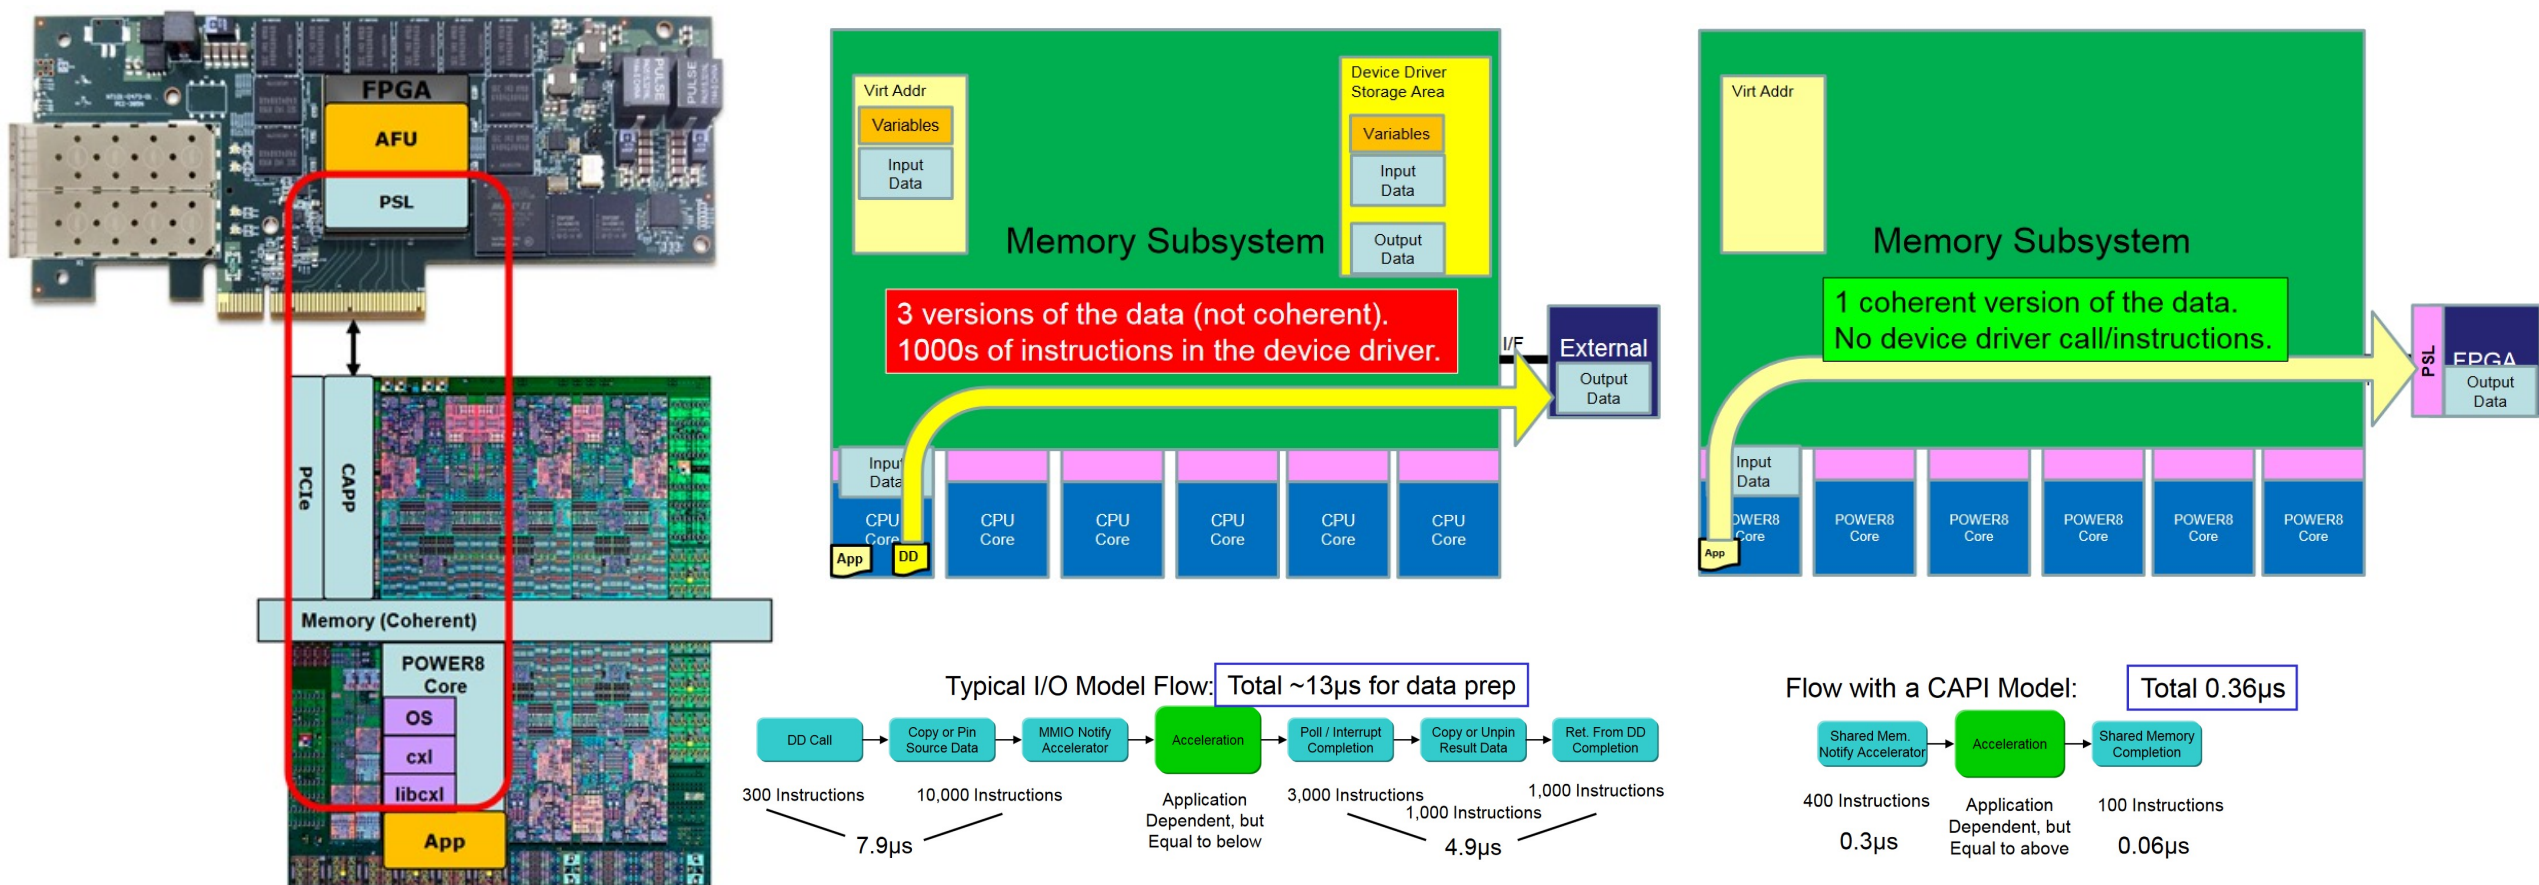 FPGA
AFU
PSL
PULSE
PULSE
PCIe
CAPP
Memory (Coherent)
POWER8
Core
OS
cxl
libcxl
App
Virt Addr
Variables
Input
Data
Device Driver
Storage Area
Variables
Input
Data
Output
Data
Memory Subsystem
3 versions of the data (not coherent).
1000s of instructions in the device driver.
I/F
External
Output
Data
Input
Data
CPU
Core
App
DD
CPU
Core
CPU
Core
CPU
Core
CPU
Core
CPU
Core
Virt Addr
Memory Subsystem
1 coherent version of the data.
No device driver call/instructions.
PSL
FPGA
Output
Data
Input
Data
OWER8
Core
App
POWER8
Core
POWER8
Core
POWER8
Core
POWER8
Core
POWER8
Core
Typical I/O Model Flow:
Total ~13µs for data prep
DD Call
Copy or Pin
Source Data
MMIO Notify
Accelerator
Acceleration
Poll / Interrupt
Completion
Copy or Unpin
Result Data
Ret. From DD
Completion
300 Instructions
10,000 Instructions
Application
Dependent, but
Equal to below
3,000 Instructions
1,000 Instructions
1,000 Instructions
7.9µs
4.9µs
Flow with a CAPI Model:
Total 0.36µs
Shared Mem.
Notify Accelerator
Acceleration
Shared Memory
Completion
400 Instructions
0.3µs
Application
Dependent, but
Equal to above
100 Instructions
0.06µs